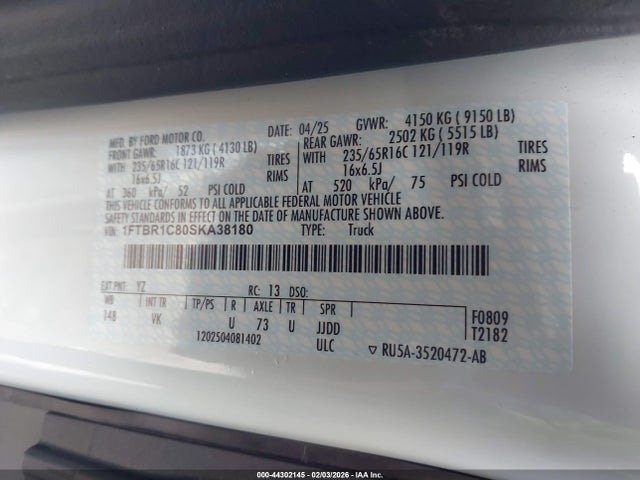 MFD. BY FORD MOTOR CO.
DATE: 04/25 GVWR: 4150 KG ( 9150 LB)
FRONT GAWR: 1873 KG ( 4130 LB)
REAR GAWR: 2502 KG ( 5515 LB)
WITH 235/65R16C 121/119R TIRES
WITH 235/65R16C 121/119R TIRES
16x6.5J RIMS
16x6.5J RIMS
AT 360 kPa/ 52 PSI COLD
AT 520 kPa/ 75 PSI COLD
THIS VEHICLE CONFORMS TO ALL APPLICABLE FEDERAL MOTOR VEHICLE
SAFTY STANDARDS IN EFFECT ON THE DATE OF MANUFACTURE SHOWN ABOVE.
VIN: 1FTBR1C80SKA38180 TYPE: Truck
EXT PNT: YZ RC: 13 DSO:
WB INT TR TP/PS R AXLE TR SPR
148 VK U 73 U JJDD
F0809
1202504081402 ULC
T2182
RU5A-3520472-AB
000-44302145 - 02/03/2026 - IAA Inc.